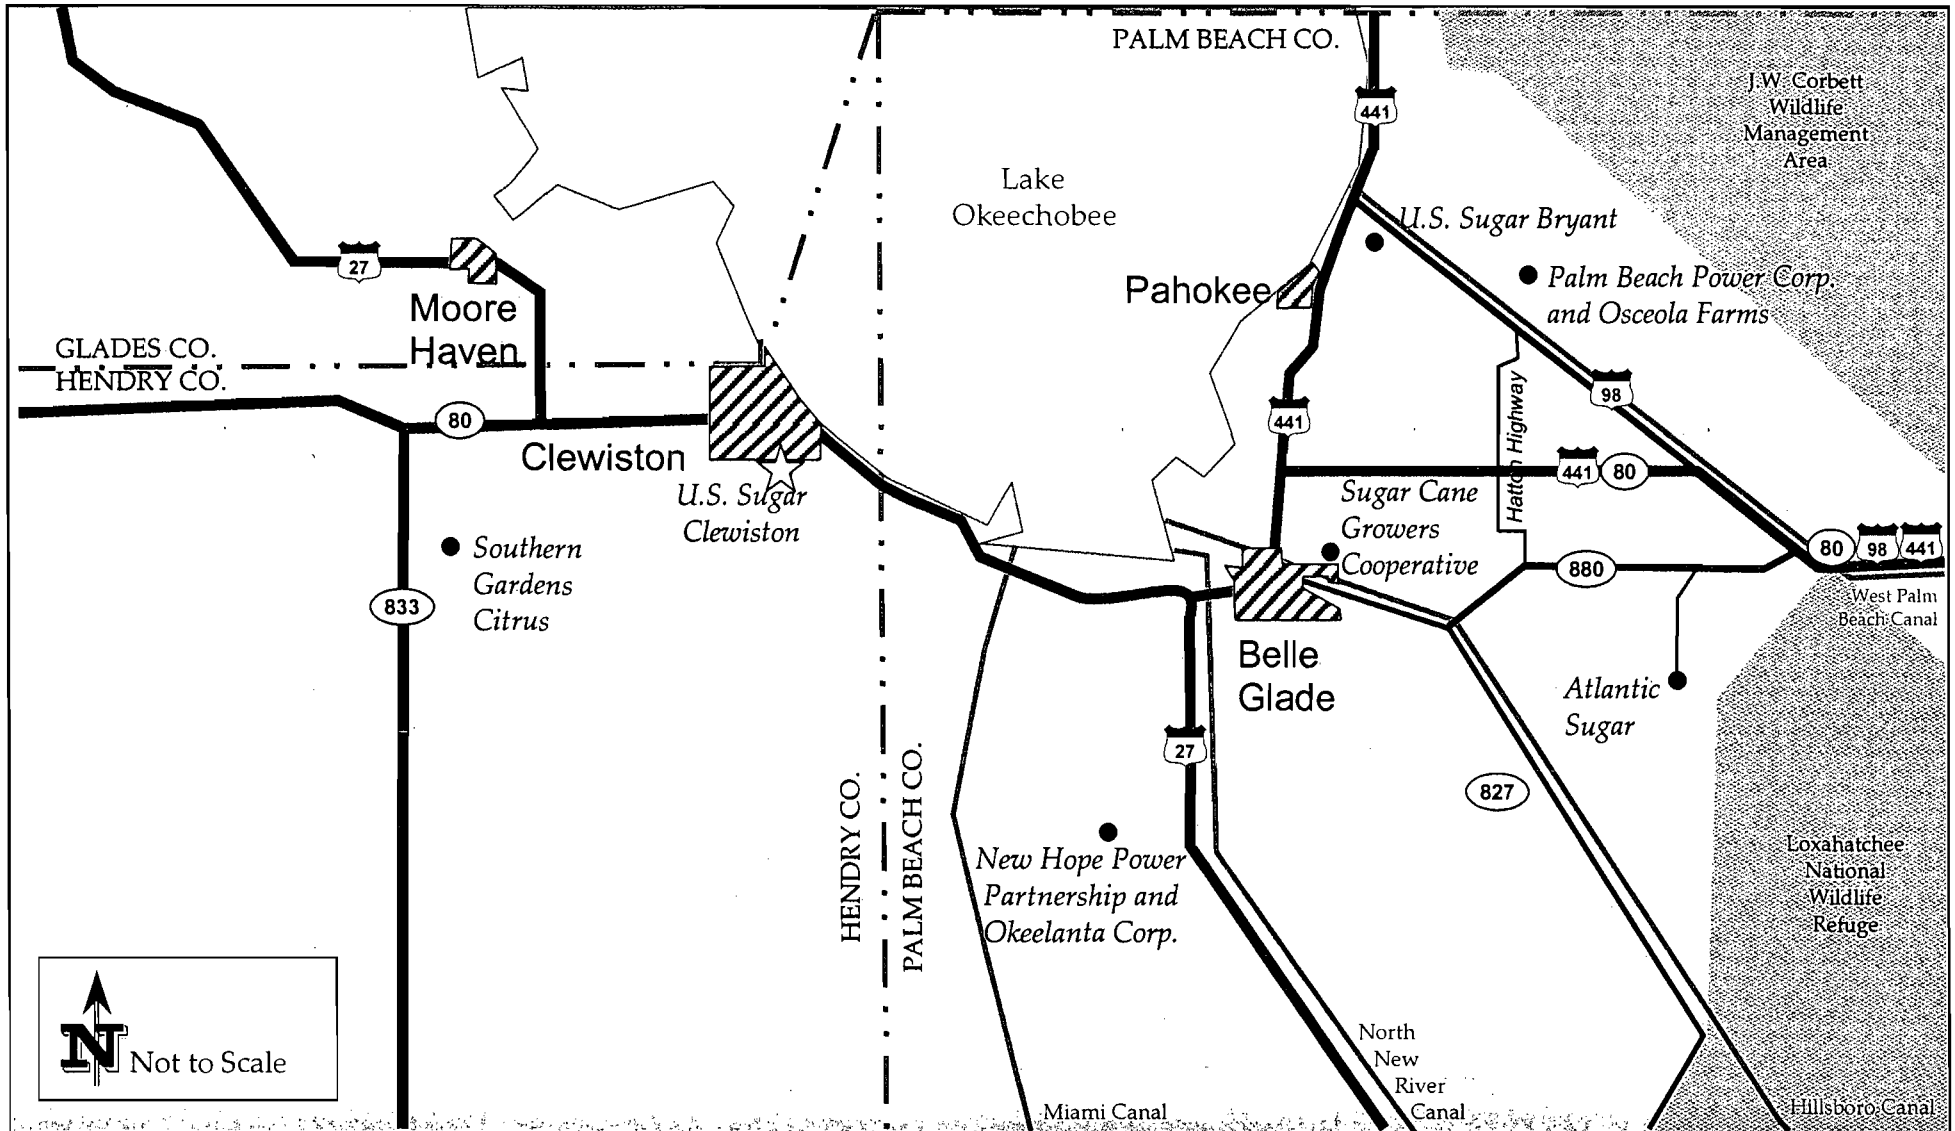 PALM BEACH CO.
J.W. Corbett
Wildlife
Management
Area
441
Lake
Okeechobee
U.S. Sugar Bryant
27
Moore
Haven
Pahokee
Palm Beach Power Corp.
and Osceola Farms
GLADES CO.
HENDRY CO.
98
80
441
Hatton Highway
Clewiston
441 80
U.S. Sugar
Clewiston
Sugar Cane
Growers
Cooperative
Southern
Gardens
Citrus
80 98 441
880
833
West Palm
Beach Canal
Belle
Glade
Atlantic
Sugar
27
827
HENDRY CO.
PALM BEACH CO.
New Hope Power
Partnership and
Okeelanta Corp.
Loxahatchee
National
Wildlife
Refuge
N
Not to Scale
North
New
River
Canal
Miami Canal
Hillsboro Canal